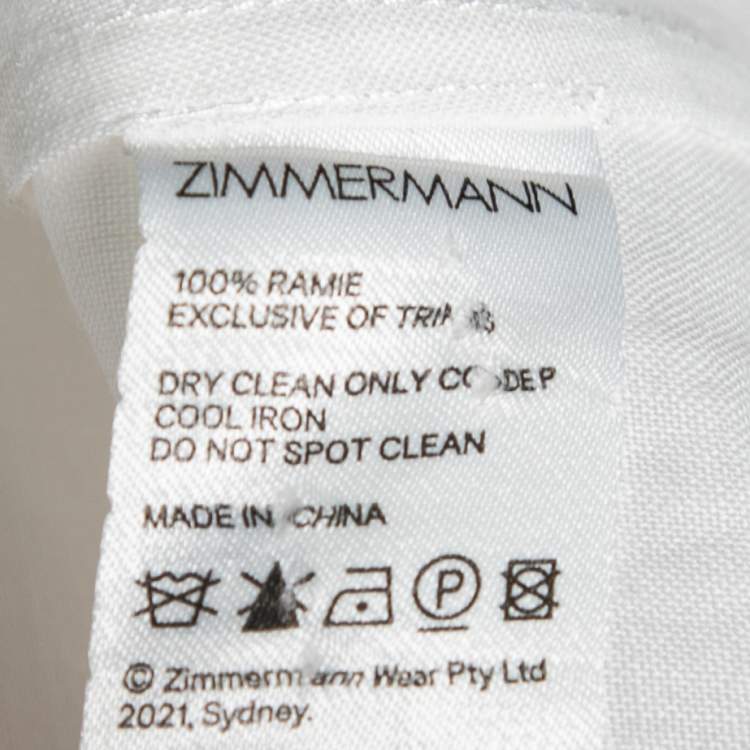 ZIMMERMANN
100% RAMIE
EXCLUSIVE OF
DRY CLEAN ONLY CODE P
COOL IRON
DO NOT SPOT CLEAN
MADE IN CHINA
P
© Zimmermann Wear Pty Ltd
2021, Sydney.